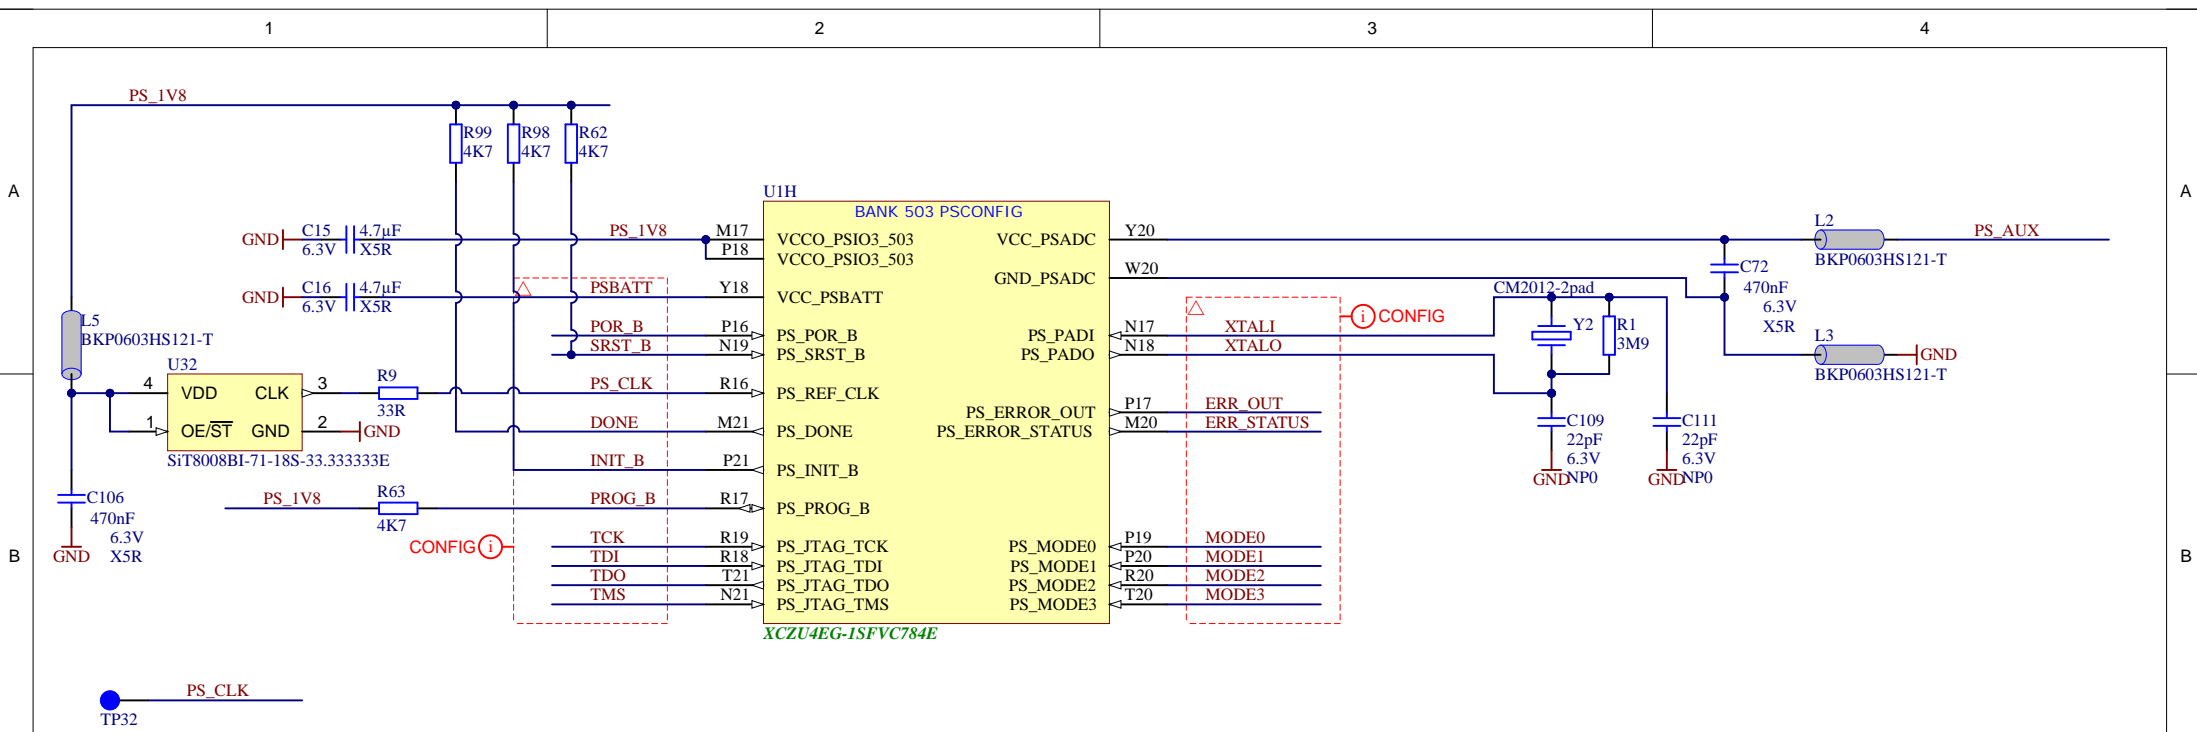 1 2 3 4
PS_1V8
R99 R98 R62
4K7 4K7 4K7
A A
U1H
BANK 503 PSCONFIG
GND C15 4.7µF PS_1V8 M17 VCCO_PSIO3_503 VCC_PSADC Y20 L2 PS_AUX
6.3V X5R P18 VCCO_PSIO3_503 BKP0603HS121-T
GND_PSADC W20 C72
470nF
6.3V
X5R
GND C16 4.7µF PSBATT Y18 VCC_PSBATT CM2012-2pad
6.3V X5R
CONFIG
L5 POR_B P16 PS_POR_B PS_PADI N17 XTALI Y2 R1 L3
BKP0603HS121-T SRST_B N19 PS_SRST_B PS_PADO N18 XTALO 3M9 GND
BKP0603HS121-T
U32
4 VDD CLK 3 R9 PS_CLK R16 PS_REF_CLK
33R
PS_ERROR_OUT P17 ERR_OUT
1 OE/ST GND 2 GND DONE M21 PS_DONE PS_ERROR_STATUS M20 ERR_STATUS
C109 C111
22pF 22pF
6.3V 6.3V
GND NP0 GND NP0
SiT8008BI-71-18S-33.333333E INIT_B P21 PS_INIT_B
C106 PS_1V8 R63 PROG_B R17 PS_PROG_B
470nF 4K7
6.3V
GND X5R
CONFIG
B B
TCK R19 PS_JTAG_TCK PS_MODE0 P19 MODE0
TDI R18 PS_JTAG_TDI PS_MODE1 P20 MODE1
TDO T21 PS_JTAG_TDO PS_MODE2 R20 MODE2
TMS N21 PS_JTAG_TMS PS_MODE3 T20 MODE3
XCZU4EG-1SFVC784E
PS_CLK
TP32